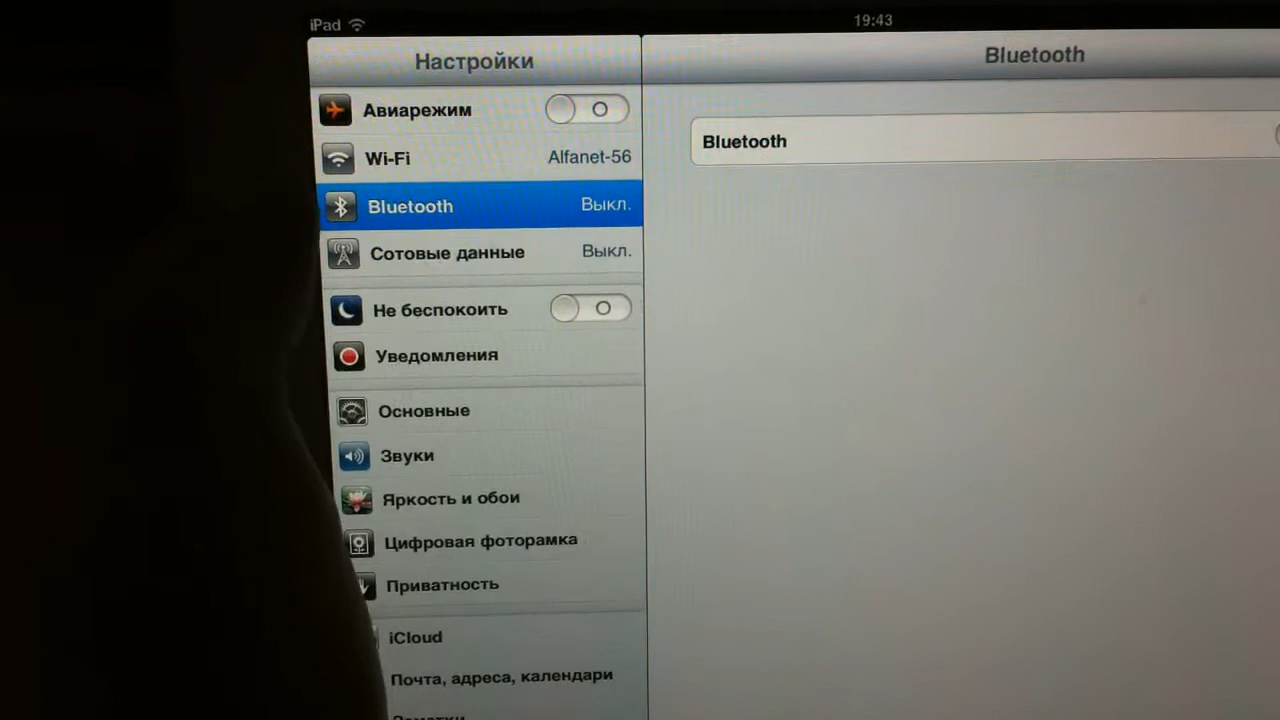 iPad
19:43
Настройки
Bluetooth
Авиарежим
Wi-Fi Alfanet-56
Bluetooth Выкл.
Сотовые данные Выкл.
Не беспокоить
Уведомления
Основные
Звуки
Яркость и обои
Цифровая фоторамка
Приватность
iCloud
Почта, адреса, календари
Заметки
Bluetooth